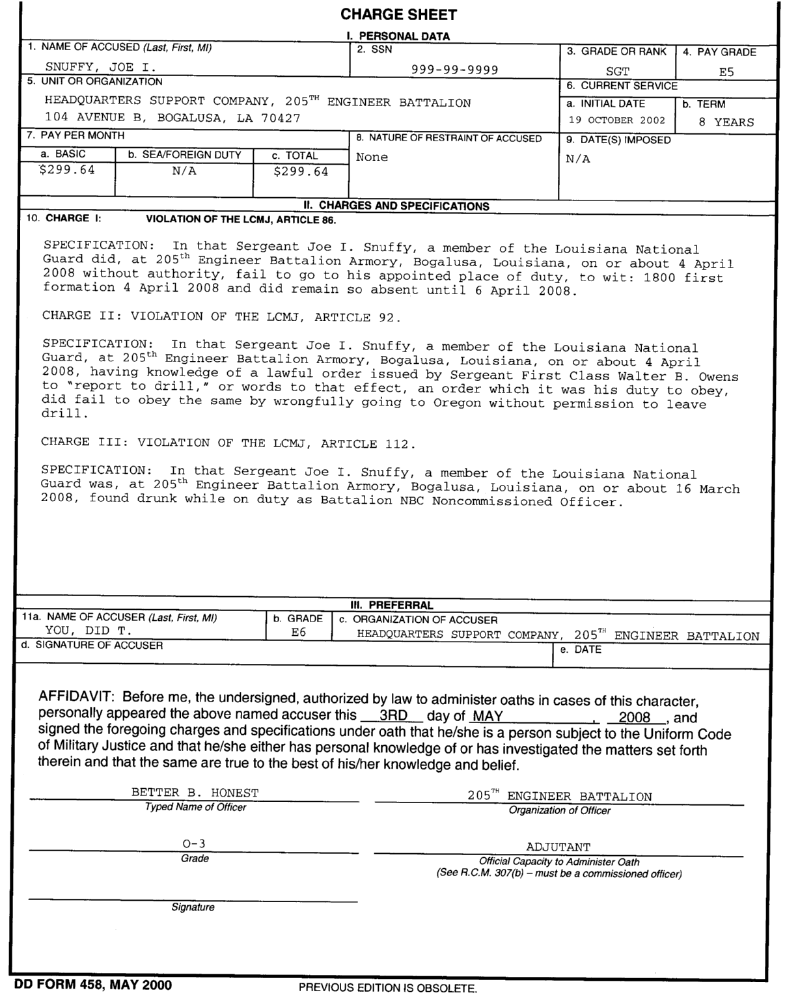 CHARGE SHEET
I. PERSONAL DATA
1. NAME OF ACCUSED (Last, First, MI)
SNUFFY, JOE I.
2. SSN
999-99-9999
3. GRADE OR RANK
SGT
4. PAY GRADE
E5
5. UNIT OR ORGANIZATION
HEADQUARTERS SUPPORT COMPANY, 205TH ENGINEER BATTALION
104 AVENUE B, BOGALUSA, LA 70427
6. CURRENT SERVICE
a. INITIAL DATE
19 OCTOBER 2002
b. TERM
8 YEARS
7. PAY PER MONTH
a. BASIC
$299.64
b. SEA/FOREIGN DUTY
N/A
c. TOTAL
$299.64
8. NATURE OF RESTRAINT OF ACCUSED
None
9. DATE(S) IMPOSED
N/A
II. CHARGES AND SPECIFICATIONS
10. CHARGE I: VIOLATION OF THE LCMJ, ARTICLE 86.
SPECIFICATION: In that Sergeant Joe I. Snuffy, a member of the Louisiana National
Guard did, at 205th Engineer Battalion Armory, Bogalusa, Louisiana, on or about 4 April
2008 without authority, fail to go to his appointed place of duty, to wit: 1800 first
formation 4 April 2008 and did remain so absent until 6 April 2008.
CHARGE II: VIOLATION OF THE LCMJ, ARTICLE 92.
SPECIFICATION: In that Sergeant Joe I. Snuffy, a member of the Louisiana National
Guard, at 205th Engineer Battalion Armory, Bogalusa, Louisiana, on or about 4 April
2008, having knowledge of a lawful order issued by Sergeant First Class Walter B. Owens
to "report to drill," or words to that effect, an order which it was his duty to obey,
did fail to obey the same by wrongfully going to Oregon without permission to leave
drill.
CHARGE III: VIOLATION OF THE LCMJ, ARTICLE 112.
SPECIFICATION: In that Sergeant Joe I. Snuffy, a member of the Louisiana National
Guard was, at 205th Engineer Battalion Armory, Bogalusa, Louisiana, on or about 16 March
2008, found drunk while on duty as Battalion NBC Noncommissioned Officer.
III. PREFERRAL
11a. NAME OF ACCUSER (Last, First, MI)
YOU, DID T.
b. GRADE
E6
c. ORGANIZATION OF ACCUSER
HEADQUARTERS SUPPORT COMPANY, 205TH ENGINEER BATTALION
d. SIGNATURE OF ACCUSER
e. DATE
AFFIDAVIT: Before me, the undersigned, authorized by law to administer oaths in cases of this character,
personally appeared the above named accuser this 3RD day of MAY , 2008 , and
signed the foregoing charges and specifications under oath that he/she is a person subject to the Uniform Code
of Military Justice and that he/she either has personal knowledge of or has investigated the matters set forth
therein and that the same are true to the best of his/her knowledge and belief.
BETTER B. HONEST
Typed Name of Officer
205TH ENGINEER BATTALION
Organization of Officer
O-3
Grade
ADJUTANT
Official Capacity to Administer Oath
(See R.C.M. 307(b) – must be a commissioned officer)
Signature
DD FORM 458, MAY 2000
PREVIOUS EDITION IS OBSOLETE.